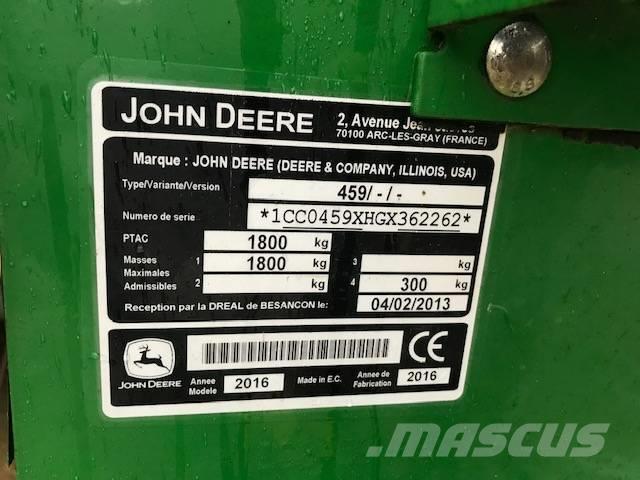 JOHN DEERE
2, Avenue Jean
70100 ARC-LES-GRAY (FRANCE)
Marque : JOHN DEERE (DEERE & COMPANY, ILLINOIS, USA)
Type/Variante/Version 459/ - / -
Numero de serie *1CC0459XHGX362262*
PTAC 1800 kg
Masses Maximales Admissibles
1 1800 kg 3 kg
2 kg 4 300 kg
Reception par la DREAL de BESANCON le: 04/02/2013
JOHN DEERE
CE
Annee Modele 2016 Made in E.C. Annee de Fabrication 2016
MASCUS